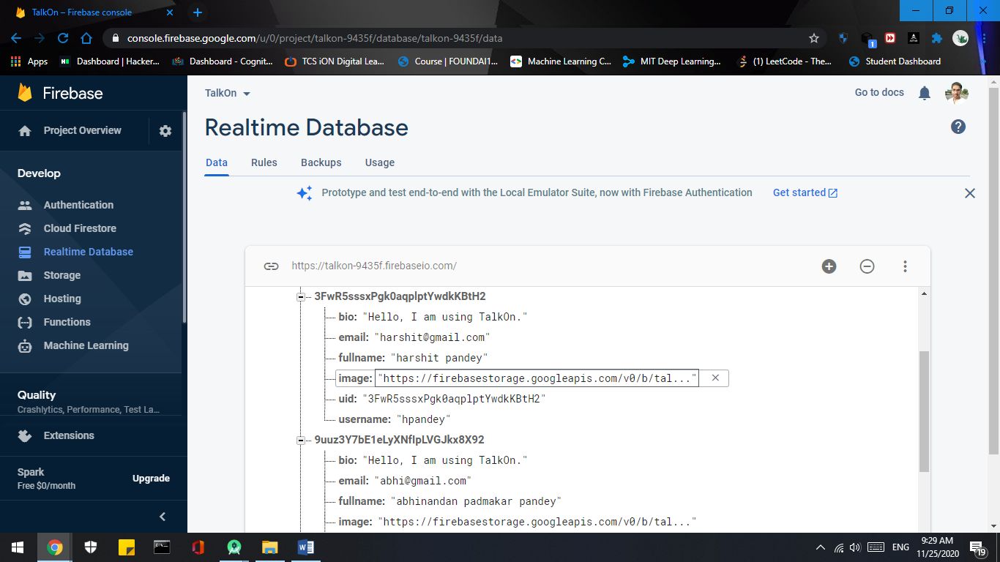 TalkOn – Firebase console
console.firebase.google.com/u/0/project/talkon-9435f/database/talkon-9435f/data
1
Apps
Dashboard | Hacker...
Dashboard - Cognit...
TCS iON Digital Lea...
Course | FOUNDAI1...
Machine Learning C...
MIT Deep Learning...
(1) LeetCode - The...
Student Dashboard
Firebase
TalkOn
Go to docs
Project Overview
Realtime Database
Data
Rules
Backups
Usage
Develop
Prototype and test end-to-end with the Local Emulator Suite, now with Firebase Authentication
Get started
Authentication
Cloud Firestore
Realtime Database
Storage
Hosting
Functions
Machine Learning
Quality
Crashlytics, Performance, Test La...
Extensions
Spark
Free $0/month
Upgrade
https://talkon-9435f.firebaseio.com/
3FwR5sssxPgk0aqplptYwdkKBtH2
bio: "Hello, I am using TalkOn."
email: "harshit@gmail.com"
fullname: "harshit pandey"
image: "https://firebasestorage.googleapis.com/v0/b/tal..."
uid: "3FwR5sssxPgk0aqplptYwdkKBtH2"
username: "hpandey"
9uuz3Y7bE1eLyXNfIpLVGJkx8X92
bio: "Hello, I am using TalkOn."
email: "abhi@gmail.com"
fullname: "abhinandan padmakar pandey"
image: "https://firebasestorage.googleapis.com/v0/b/tal..."
ENG
9:29 AM
11/25/2020
19